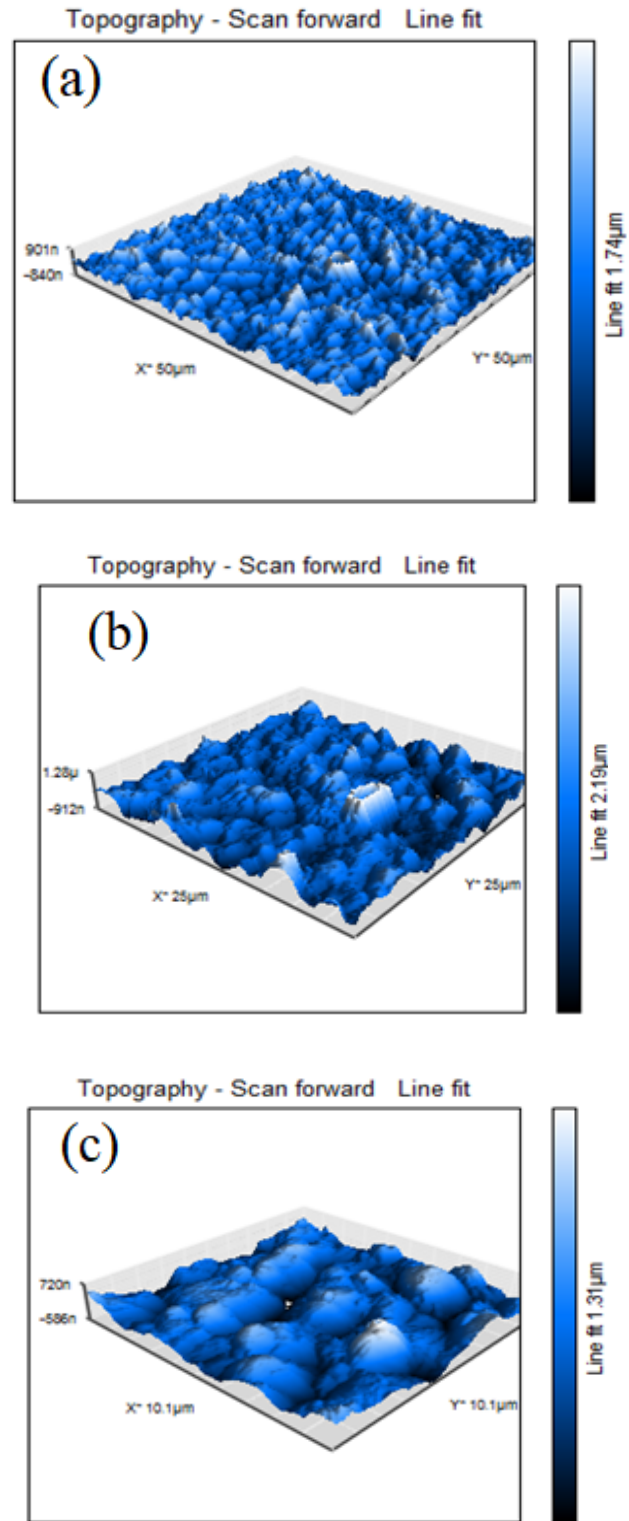 Topography - Scan forward Line fit
(a)
901n
-840n
X* 50µm
Y* 50µm
Line fit 1.74µm
Topography - Scan forward Line fit
(b)
1.28µ
-912n
X* 25µm
Y* 25µm
Line fit 2.19µm
Topography - Scan forward Line fit
(c)
720n
-586n
X* 10.1µm
Y* 10.1µm
Line fit 1.31µm